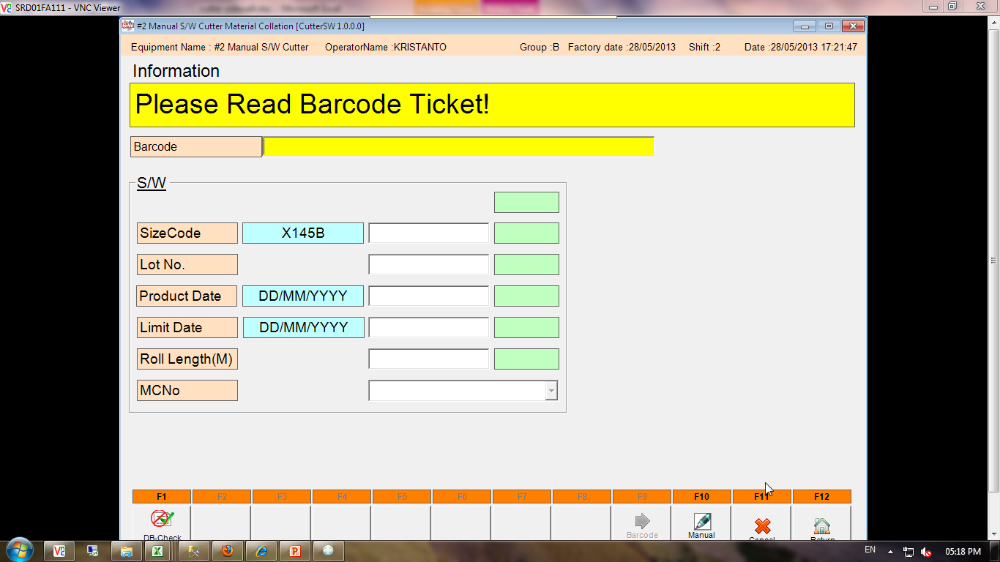 SRD01FA111 - VNC Viewer
#2 Manual S/W Cutter Material Collation [CutterSW 1.0.0.0]
Equipment Name : #2 Manual S/W Cutter OperatorName :KRISTANTO Group :B Factory date :28/05/2013 Shift :2 Date :28/05/2013 17:21:47
Information
Please Read Barcode Ticket!
Barcode
S/W
SizeCode X145B
Lot No.
Product Date DD/MM/YYYY
Limit Date DD/MM/YYYY
Roll Length(M)
MCNo
F1 F2 F3 F4 F5 F6 F7 F8 F9 F10 F11 F12
DB-Check Barcode Manual Cancel Return
EN 05:18 PM